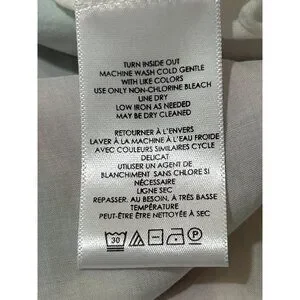 TURN INSIDE OUT
MACHINE WASH COLD GENTLE
WITH LIKE COLORS
USE ONLY NON-CHLORINE BLEACH
LINE DRY
LOW IRON AS NEEDED
MAY BE DRY CLEANED
RETOURNER À L'ENVERS
LAVER À LA MACHINE À L'EAU FROIDE
AVEC COULEURS SIMILAIRES CYCLE
DELICAT
UTILISER UN AGENT DE
BLANCHIMENT SANS CHLORE SI
NÉCESSAIRE
LIGNE SEC
REPASSER, AU BESOIN, À TRÈS BASSE
TEMPÉRATURE
PEUT-ÊTRE ÊTRE NETTOYÉE À SEC
30 P